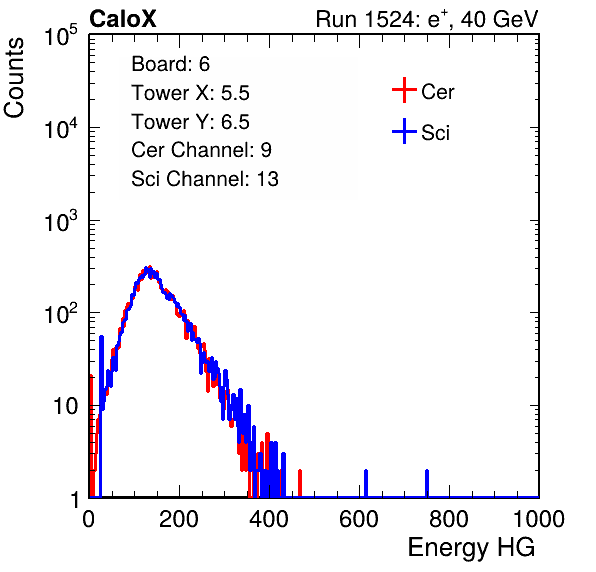 CaloX Run 1524: e⁺, 40 GeV
Counts
Board: 6
Tower X: 5.5
Tower Y: 6.5
Cer Channel: 9
Sci Channel: 13
Cer
Sci
10⁵
10⁴
10³
10²
10
1
0 200 400 600 800 1000
Energy HG